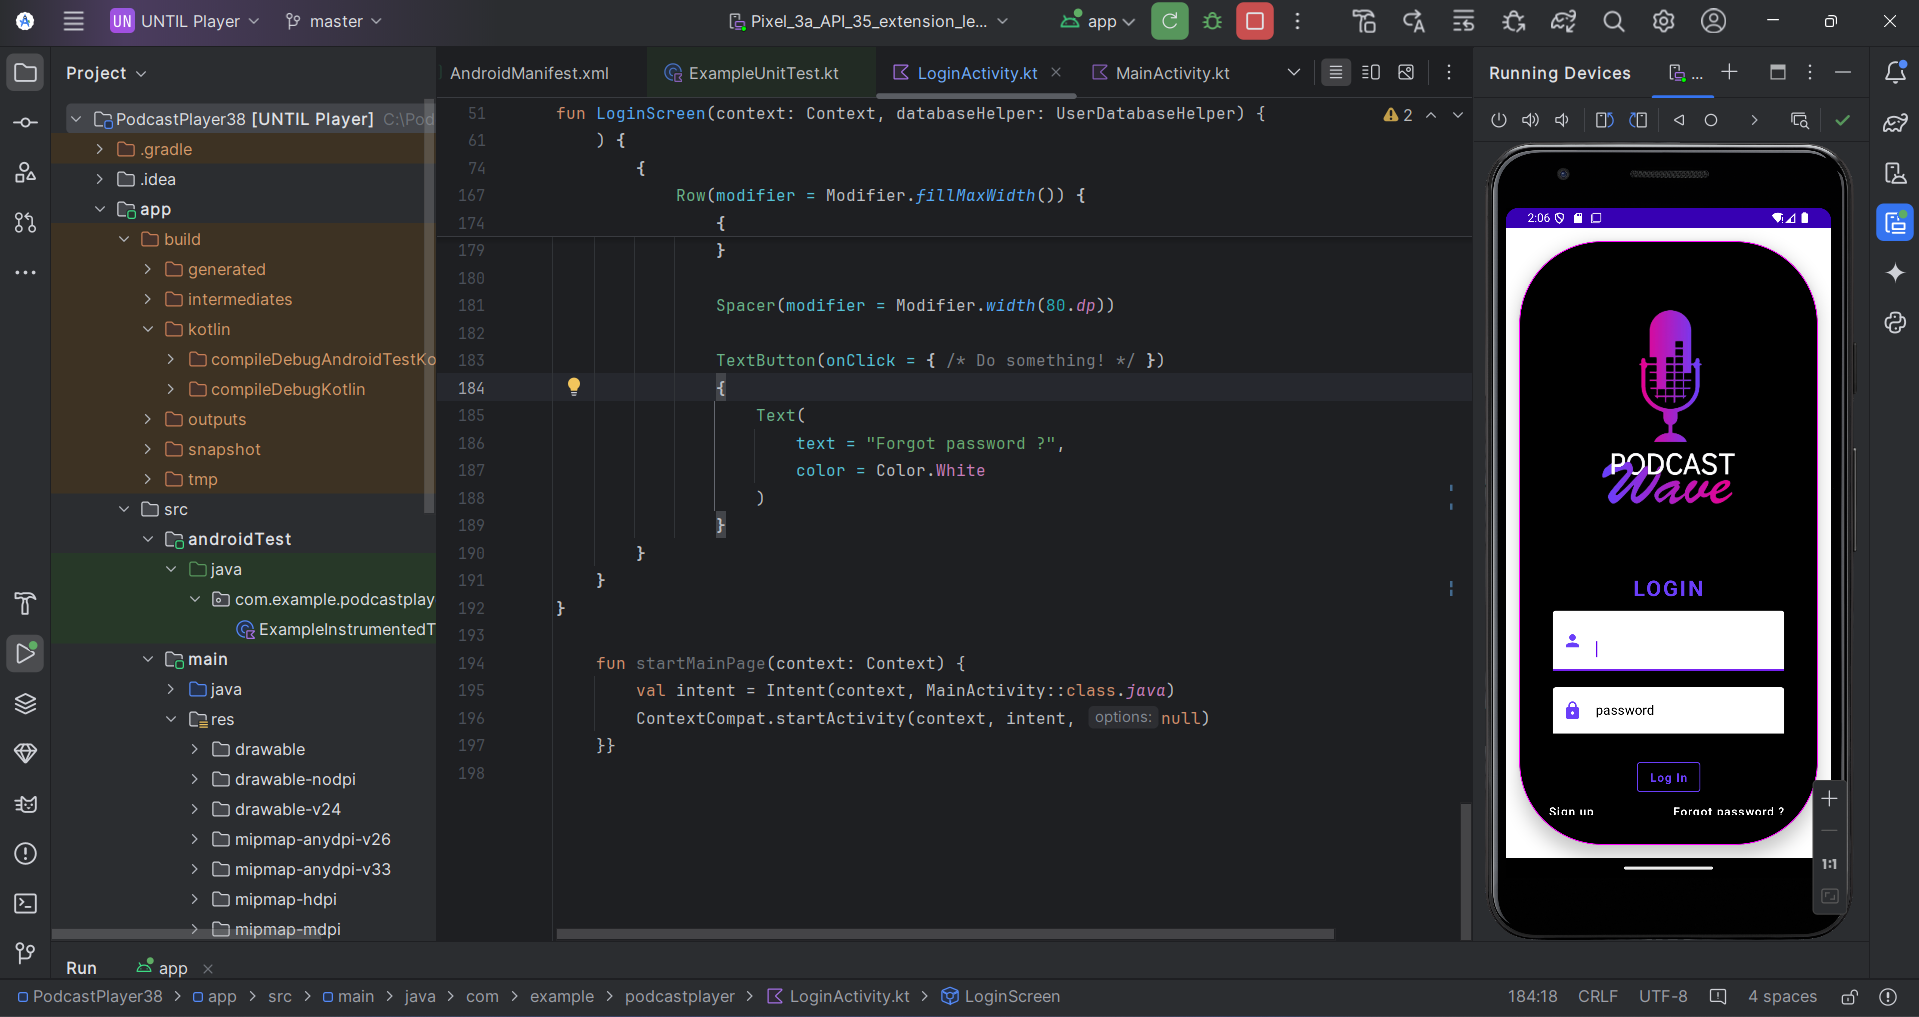 UN UNTIL Player master Pixel_3a_API_35_extension_le... app
Project AndroidManifest.xml ExampleUnitTest.kt LoginActivity.kt MainActivity.kt Running Devices ...
PodcastPlayer38 [UNTIL Player] C:\Pod
.gradle
.idea
app
build
generated
intermediates
kotlin
compileDebugAndroidTestKo
compileDebugKotlin
outputs
snapshot
tmp
src
androidTest
java
com.example.podcastplay
ExampleInstrumentedT
main
java
res
drawable
drawable-nodpi
drawable-v24
mipmap-anydpi-v26
mipmap-anydpi-v33
mipmap-hdpi
mipmap-mdpi
51 fun LoginScreen(context: Context, databaseHelper: UserDatabaseHelper) { 2
61 ) {
74 {
167 Row(modifier = Modifier.fillMaxWidth()) {
174 {
179 }
180
181 Spacer(modifier = Modifier.width(80.dp))
182
183 TextButton(onClick = { /* Do something! */ })
184 {
185 Text(
186 text = "Forgot password ?",
187 color = Color.White
188 )
189 }
190 }
191 }
192 }
193
194 fun startMainPage(context: Context) {
195 val intent = Intent(context, MainActivity::class.java)
196 ContextCompat.startActivity(context, intent, options: null)
197 }}
198
2:06
PODCAST
Wave
LOGIN
password
Log In
Sign up Forgot password ?
1:1
Run app
PodcastPlayer38 > app > src > main > java > com > example > podcastplayer > LoginActivity.kt > LoginScreen 184:18 CRLF UTF-8 4 spaces